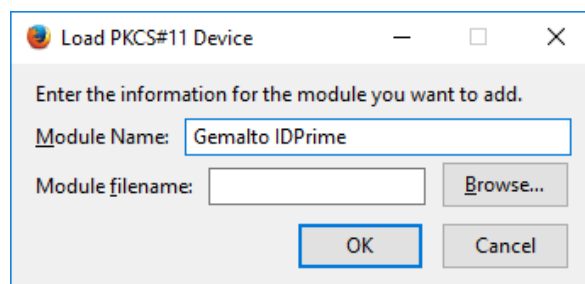 Load PKCS#11 Device
Enter the information for the module you want to add.
Module Name: Gemalto IDPrime
Module filename: Browse...
OK Cancel